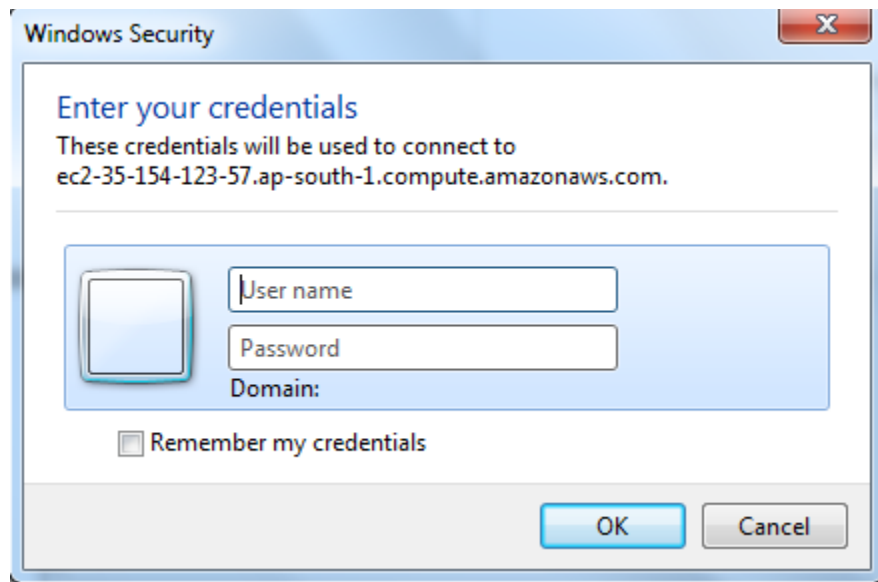 Windows Security
Enter your credentials
These credentials will be used to connect to
ec2-35-154-123-57.ap-south-1.compute.amazonaws.com.
User name
Password
Domain:
Remember my credentials
OK
Cancel